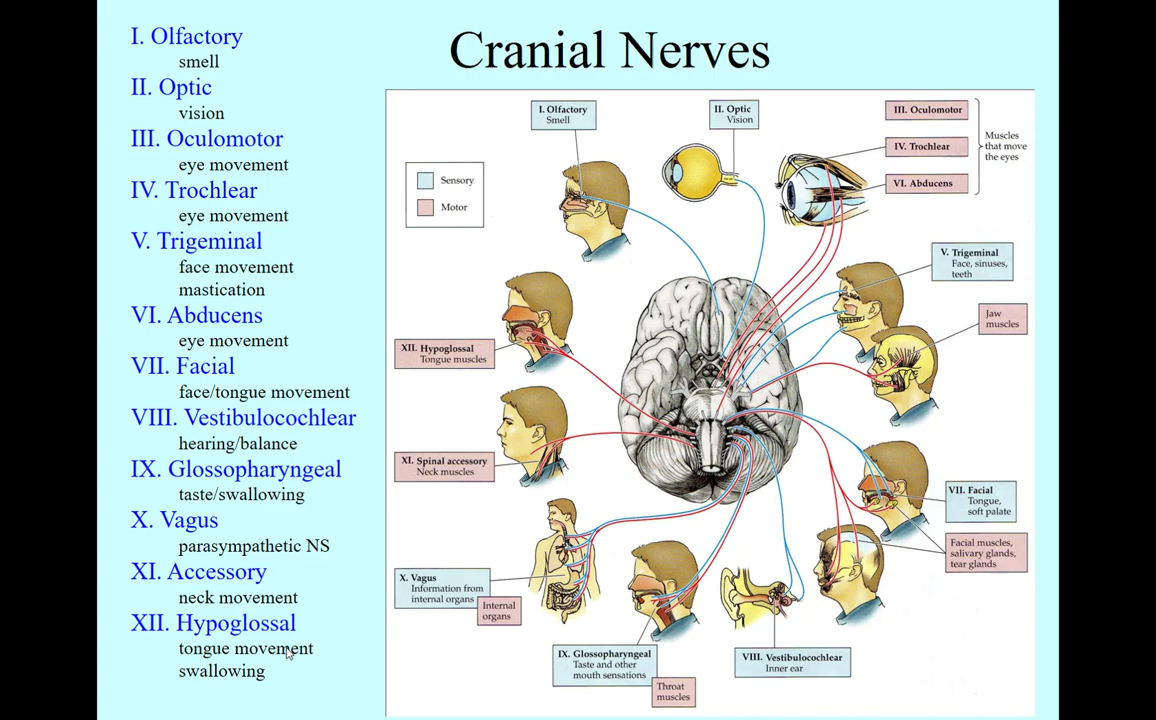 Cranial Nerves
I. Olfactory
smell
II. Optic
vision
III. Oculomotor
eye movement
IV. Trochlear
eye movement
V. Trigeminal
face movement
mastication
VI. Abducens
eye movement
VII. Facial
face/tongue movement
VIII. Vestibulocochlear
hearing/balance
IX. Glossopharyngeal
taste/swallowing
X. Vagus
parasympathetic NS
XI. Accessory
neck movement
XII. Hypoglossal
tongue movement
swallowing
I. Olfactory
Smell
II. Optic
Vision
III. Oculomotor
IV. Trochlear
VI. Abducens
Muscles
that move
the eyes
Sensory
Motor
V. Trigeminal
Face, sinuses,
teeth
Jaw
muscles
XII. Hypoglossal
Tongue muscles
XI. Spinal accessory
Neck muscles
VII. Facial
Tongue,
soft palate
Facial muscles,
salivary glands,
tear glands
X. Vagus
Information from
internal organs
Internal
organs
IX. Glossopharyngeal
Taste and other
mouth sensations
Throat
muscles
VIII. Vestibulocochlear
Inner ear